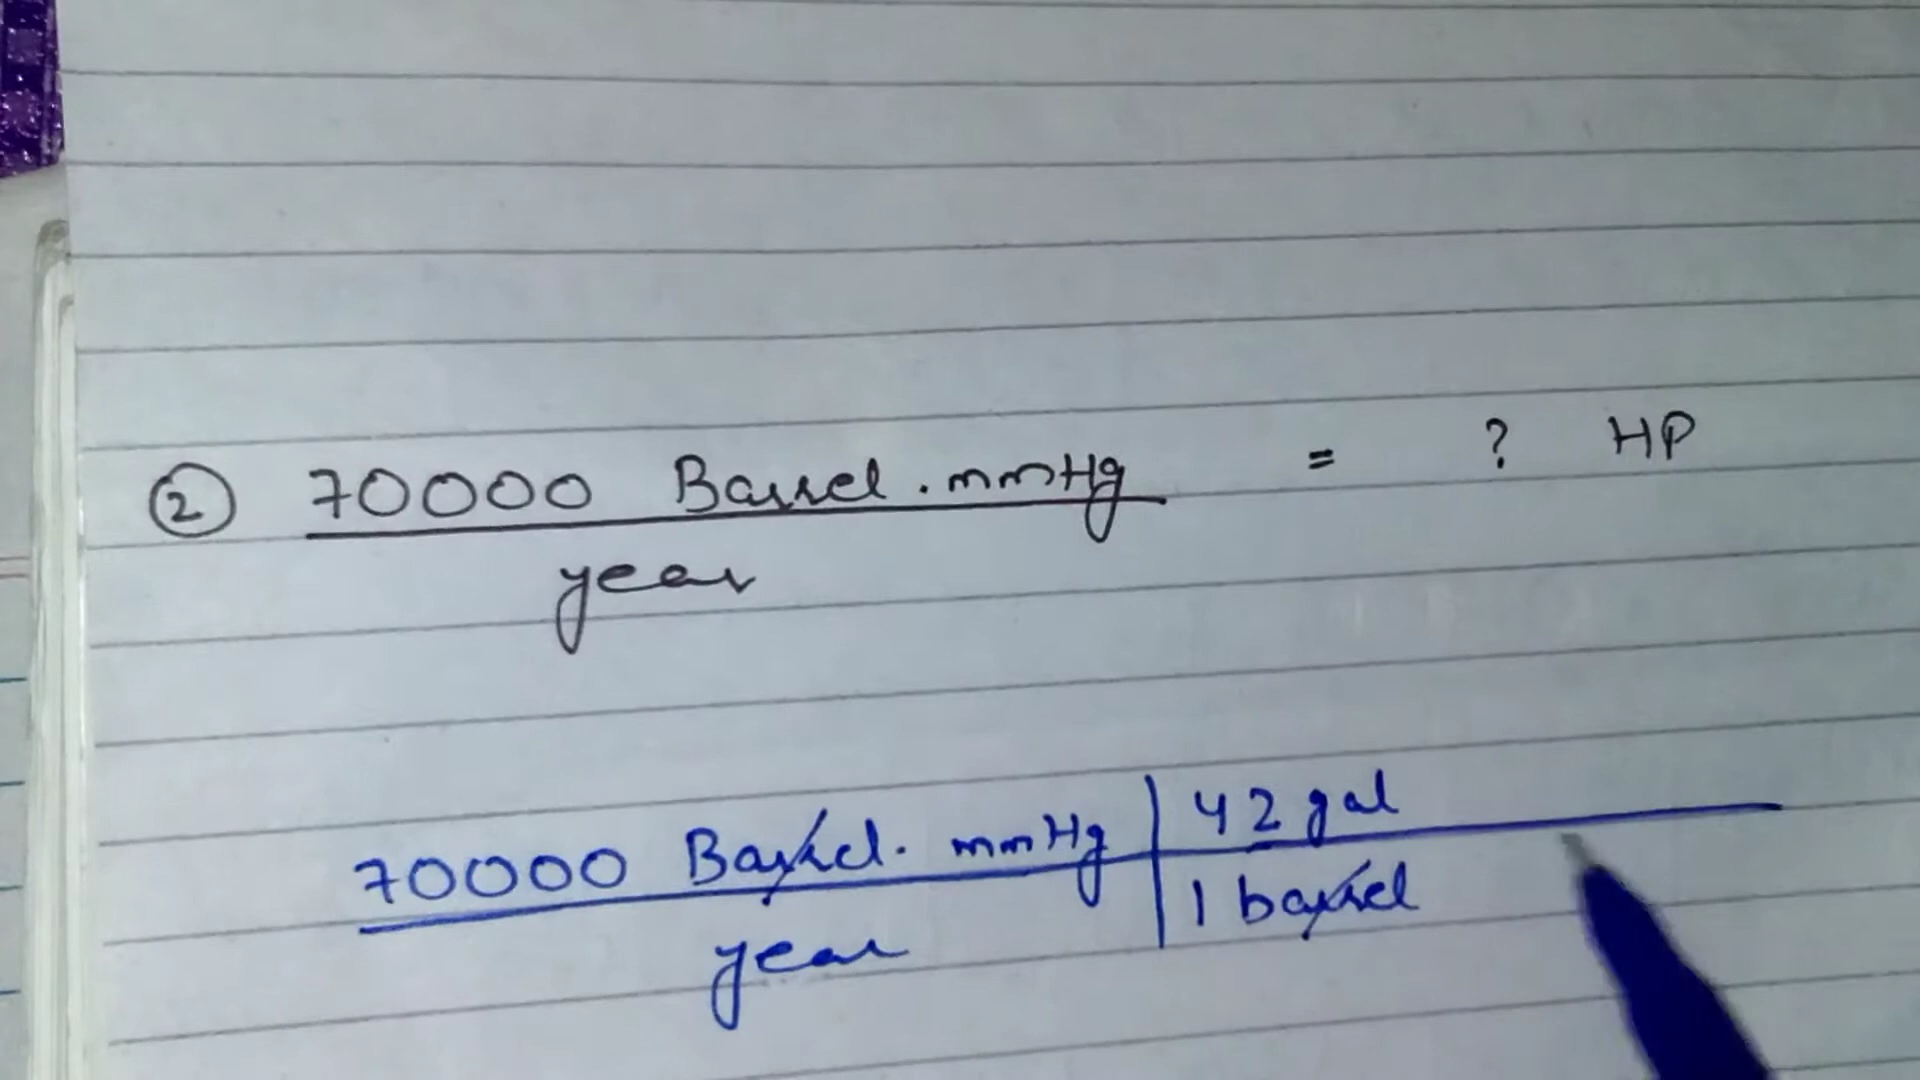 ② 70000 Barrel . mmHg = ? HP
year
70000 Barrel . mmHg | 42 gal
year | 1 barrel